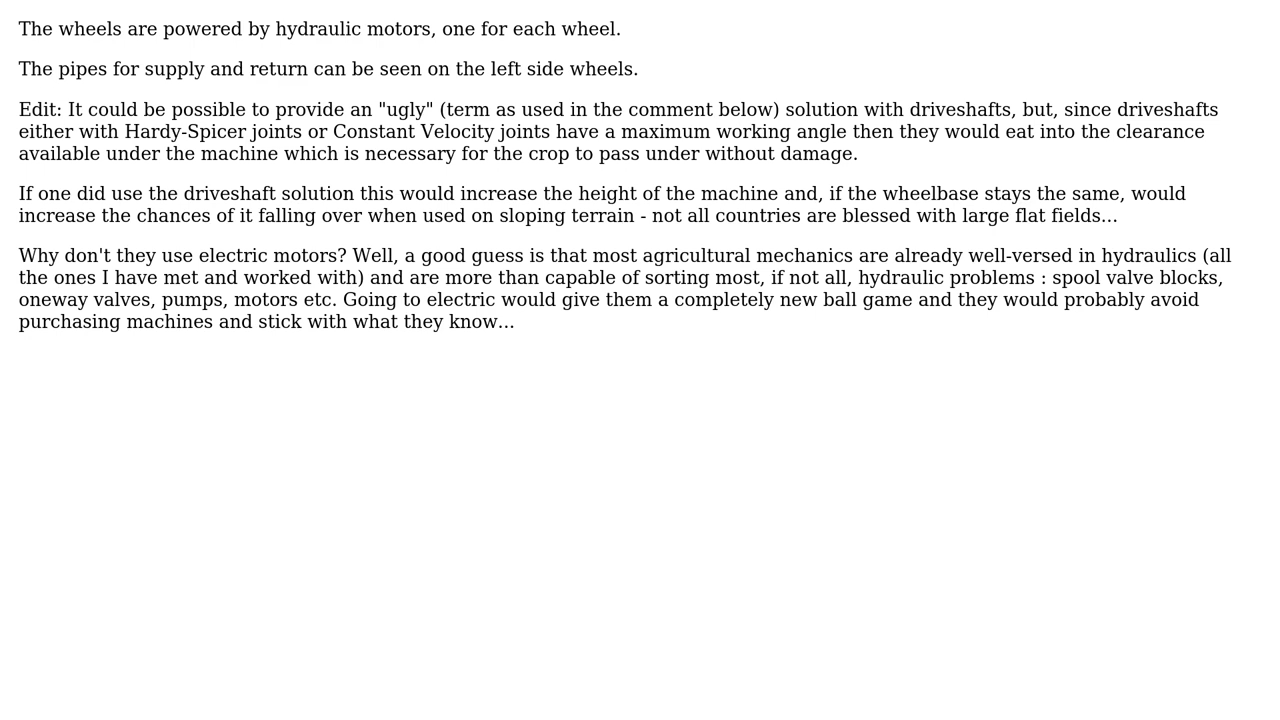 The wheels are powered by hydraulic motors, one for each wheel.
The pipes for supply and return can be seen on the left side wheels.
Edit: It could be possible to provide an "ugly" (term as used in the comment below) solution with driveshafts, but, since driveshafts
either with Hardy-Spicer joints or Constant Velocity joints have a maximum working angle then they would eat into the clearance
available under the machine which is necessary for the crop to pass under without damage.
If one did use the driveshaft solution this would increase the height of the machine and, if the wheelbase stays the same, would
increase the chances of it falling over when used on sloping terrain - not all countries are blessed with large flat fields...
Why don't they use electric motors? Well, a good guess is that most agricultural mechanics are already well-versed in hydraulics (all
the ones I have met and worked with) and are more than capable of sorting most, if not all, hydraulic problems : spool valve blocks,
oneway valves, pumps, motors etc. Going to electric would give them a completely new ball game and they would probably avoid
purchasing machines and stick with what they know...